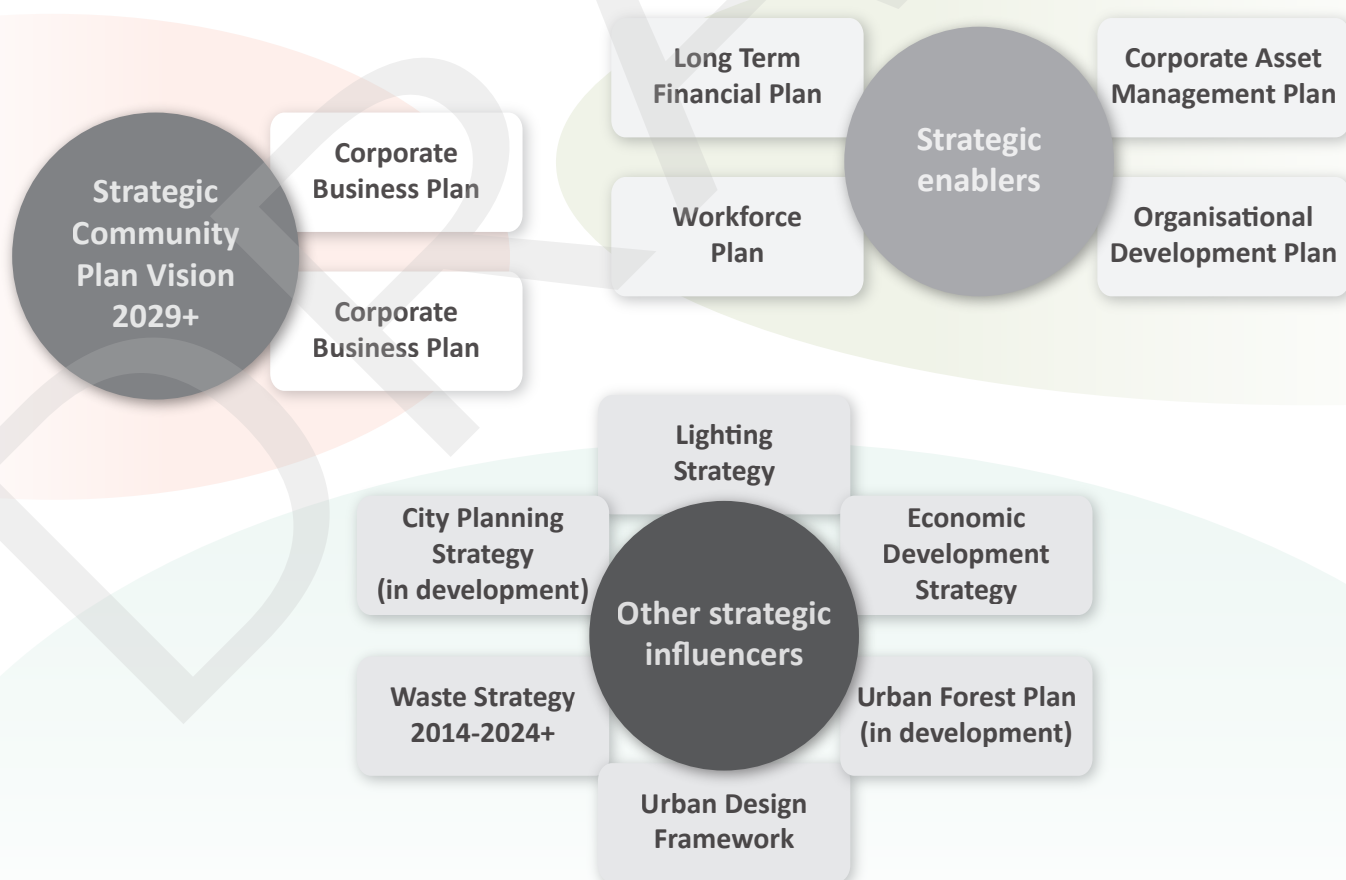 Strategic
Community
Plan Vision
2029+
Corporate
Business Plan
Corporate
Business Plan
Long Term
Financial Plan
Workforce
Plan
Strategic
enablers
Corporate Asset
Management Plan
Organisational
Development Plan
Lighting
Strategy
City Planning
Strategy
(in development)
Economic
Development
Strategy
Other strategic
influencers
Waste Strategy
2014-2024+
Urban Forest Plan
(in development)
Urban Design
Framework